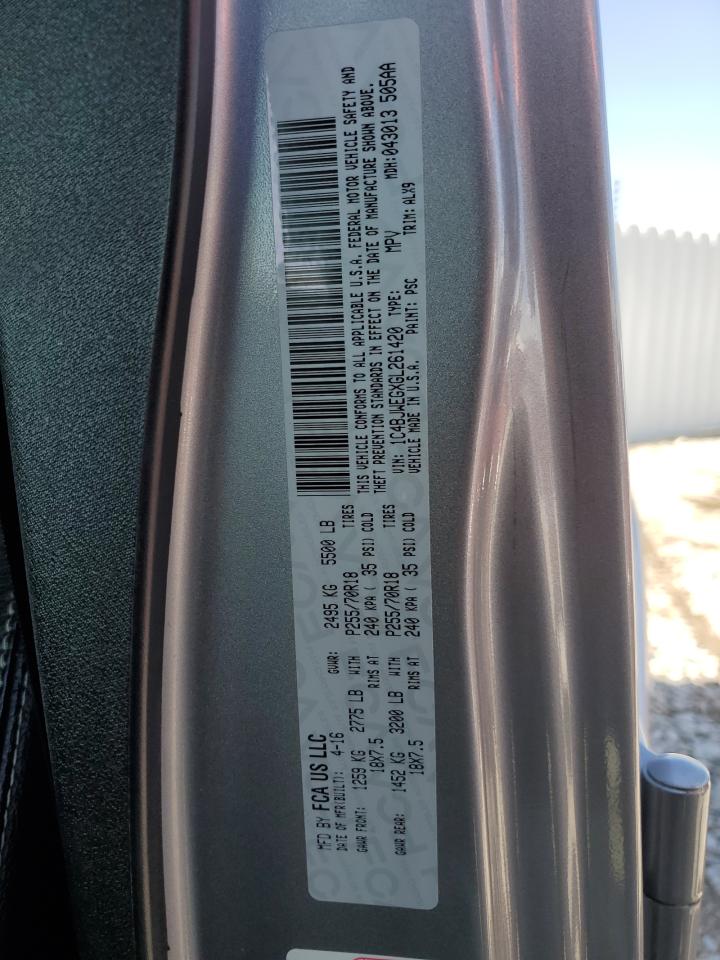 MFD BY FCA US LLC
DATE OF MFR(BUILT): 4-16 GVWR: 2495 KG 5500 LB
GAWR FRONT: 1259 KG 2775 LB WITH P255/70R18 TIRES
18X7.5 RIMS AT 240 KPA ( 35 PSI) COLD
GAWR REAR: 1452 KG 3200 LB WITH P255/70R18 TIRES
18X7.5 RIMS AT 240 KPA ( 35 PSI) COLD
THIS VEHICLE CONFORMS TO ALL APPLICABLE U.S.A. FEDERAL MOTOR VEHICLE SAFETY AND
THEFT PREVENTION STANDARDS IN EFFECT ON THE DATE OF MANUFACTURE SHOWN ABOVE.
VIN: 1C4BJWEGXGL261420 TYPE: MPV MDH:043013 505AA
VEHICLE MADE IN U.S.A. PAINT: PSC TRIM: ALX9